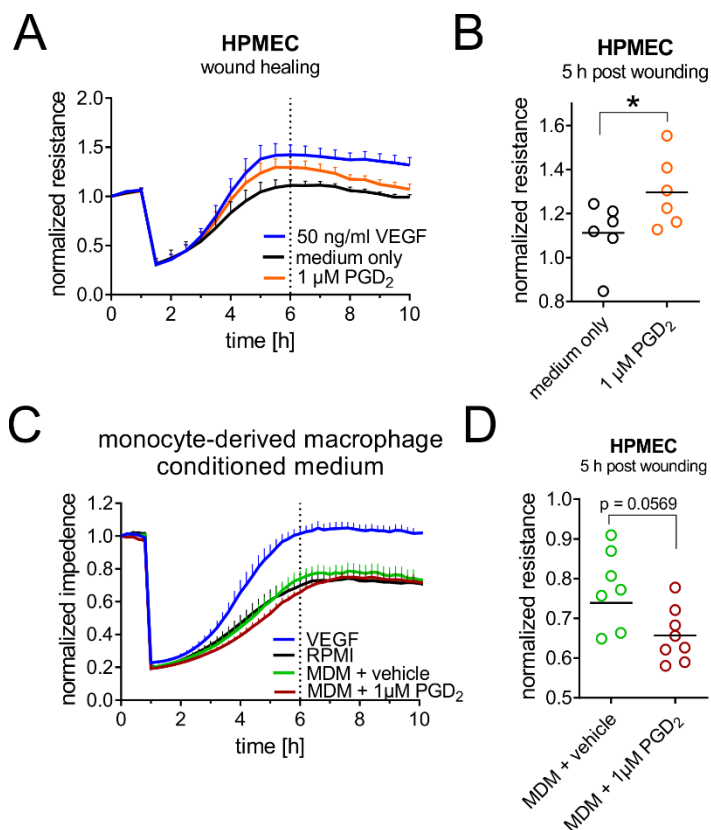 A
HPMEC
wound healing
normalized resistance
2.0
1.5
1.0
0.5
0.0
50 ng/ml VEGF
medium only
1 µM PGD₂
0 2 4 6 8 10
time [h]
B
HPMEC
5 h post wounding
*
normalized resistance
1.6
1.4
1.2
1.0
0.8
medium only
1 µM PGD₂
C
monocyte-derived macrophage
conditioned medium
normalized impedence
1.2
1.0
0.8
0.6
0.4
0.2
0.0
VEGF
RPMI
MDM + vehicle
MDM + 1µM PGD₂
0 2 4 6 8 10
time [h]
D
HPMEC
5 h post wounding
p = 0.0569
normalized resistance
1.0
0.9
0.8
0.7
0.6
0.5
MDM + vehicle
MDM + 1µM PGD₂